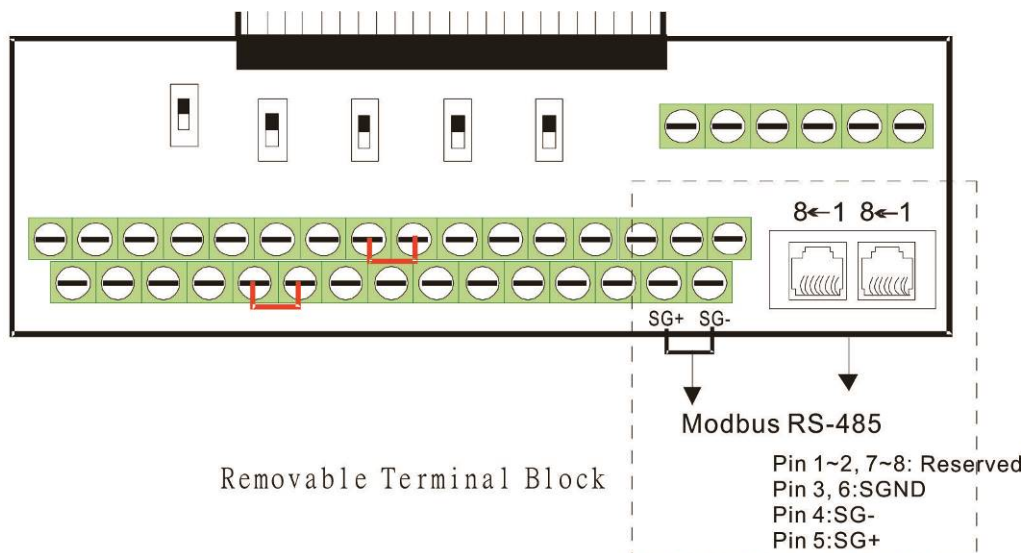 8←1 8←1
SG+ SG-
Modbus RS-485
Removable Terminal Block
Pin 1~2, 7~8: Reserved
Pin 3, 6:SGND
Pin 4:SG-
Pin 5:SG+